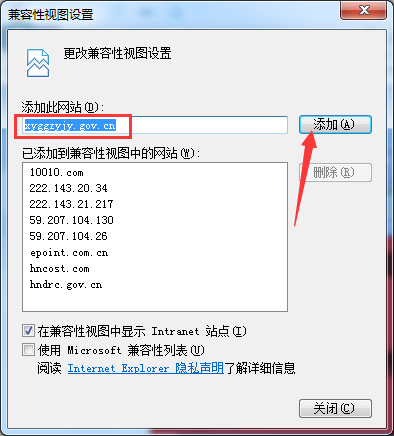 兼容性视图设置
更改兼容性视图设置
添加此网站(D):
xyggzyjy.gov.cn
添加(A)
已添加到兼容性视图中的网站(W):
10010.com
222.143.20.34
222.143.21.217
59.207.104.130
59.207.104.26
epoint.com.cn
hncost.com
hndrc.gov.cn
删除(R)
在兼容性视图中显示 Intranet 站点(I)
使用 Microsoft 兼容性列表(U)
阅读 Internet Explorer 隐私声明了解详细信息
关闭(C)